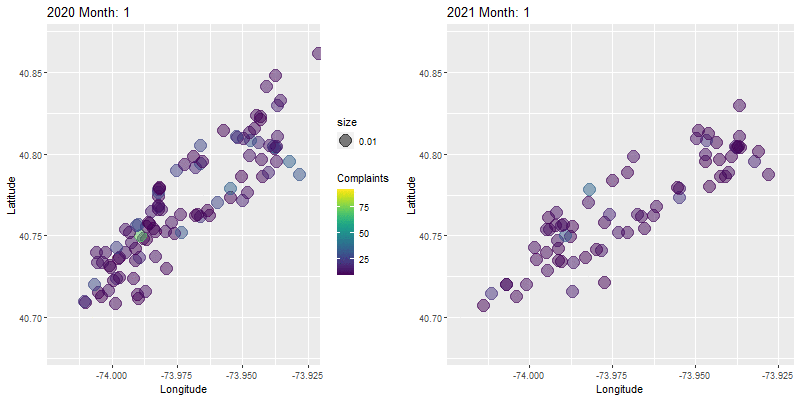 2020 Month: 1
2021 Month: 1
Latitude
40.85
40.80
40.75
40.70
-74.000
-73.975
-73.950
-73.925
Longitude
size
0.01
Complaints
75
50
25
Latitude
40.85
40.80
40.75
40.70
-74.000
-73.975
-73.950
-73.925
Longitude